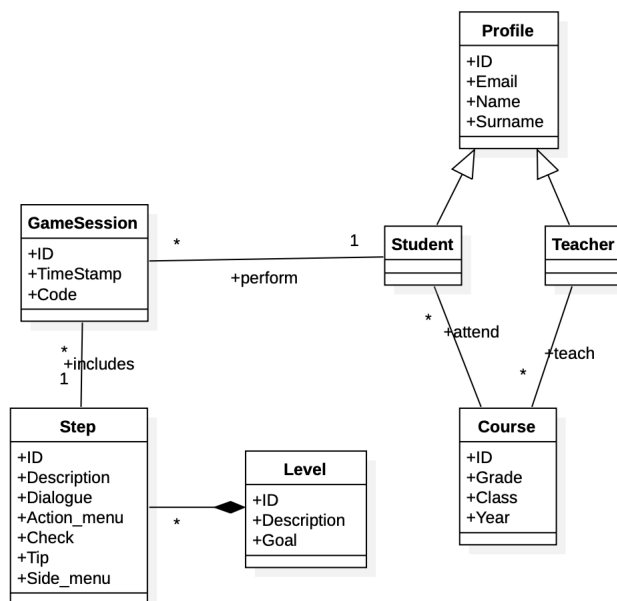 Profile
+ID
+Email
+Name
+Surname
GameSession
+ID
+TimeStamp
+Code
*
1
+perform
Student
Teacher
*
+includes
1
*
+attend
*
+teach
Step
+ID
+Description
+Dialogue
+Action_menu
+Check
+Tip
+Side_menu
*
Level
+ID
+Description
+Goal
Course
+ID
+Grade
+Class
+Year